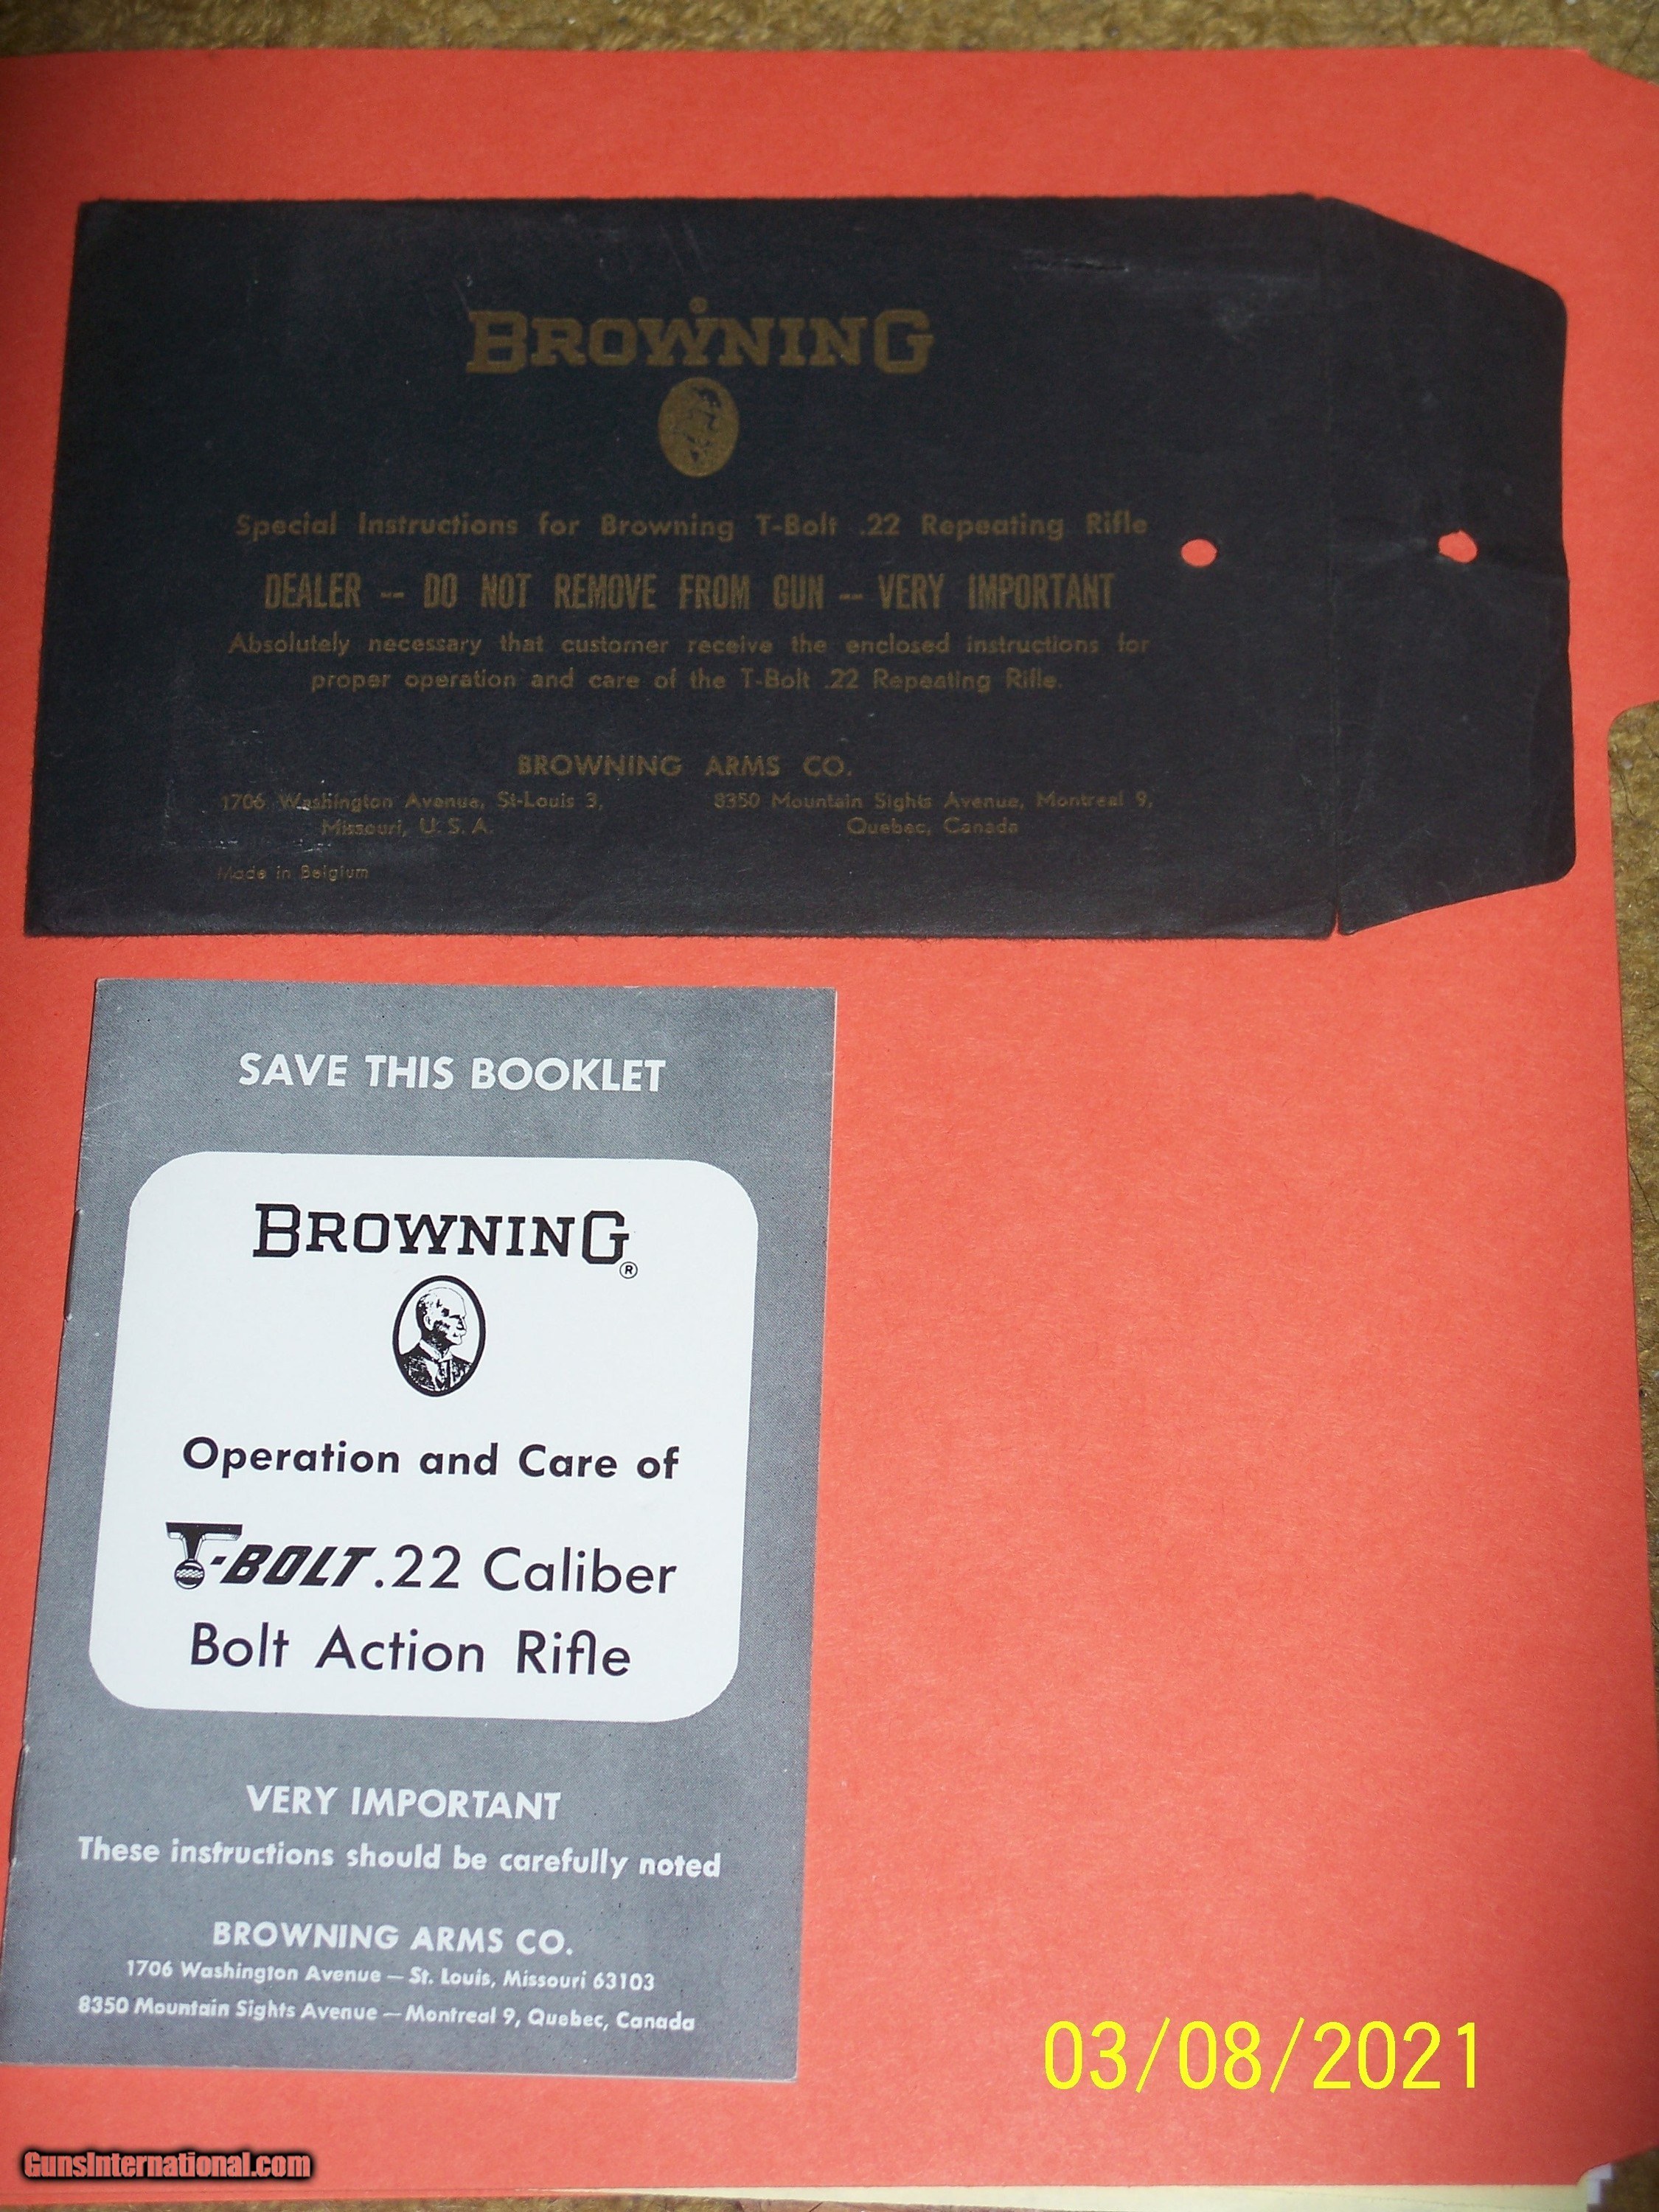 BROWNING
Special Instructions for Browning T-Bolt .22 Repeating Rifle
DEALER -- DO NOT REMOVE FROM GUN -- VERY IMPORTANT
Absolutely necessary that customer receive the enclosed instructions for
proper operation and care of the T-Bolt .22 Repeating Rifle.
BROWNING ARMS CO.
1706 Washington Avenue, St-Louis 3,
Missouri, U. S. A.
8350 Mountain Sights Avenue, Montreal 9,
Quebec, Canada
Made in Belgium
SAVE THIS BOOKLET
BROWNING®
Operation and Care of
T-BOLT .22 Caliber
Bolt Action Rifle
VERY IMPORTANT
These instructions should be carefully noted
BROWNING ARMS CO.
1706 Washington Avenue — St. Louis, Missouri 63103
8350 Mountain Sights Avenue — Montreal 9, Quebec, Canada
03/08/2021
GunsInternational.com